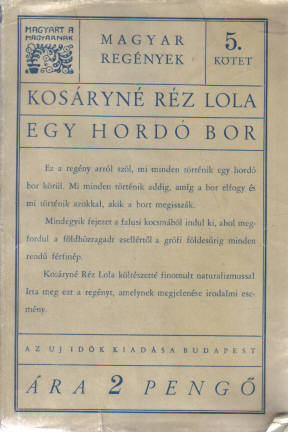 MAGYART A
MAGYARNAK
MAGYAR
REGÉNYEK
5.
KÖTET
KOSÁRYNÉ RÉZ LOLA
EGY HORDÓ BOR
Ez a regény arról szól, mi minden történik egy hordó
bor körül. Mi minden történik addig, amíg a bor elfogy és
mi történik azokkal, akik a bort megisszák.
Mindegyik fejezet a falusi kocsmából indul ki, ahol meg-
fordul a földhözragadt zsellértől a grófi földesúrig minden
rendű férfinép.
Kosáryné Réz Lola költészetté finomult naturalizmussal
írta meg ezt a regényt, amelynek megjelenése irodalmi ese-
mény.
AZ UJ IDŐK KIADÁSA BUDAPEST
ÁRA 2 PENGŐ